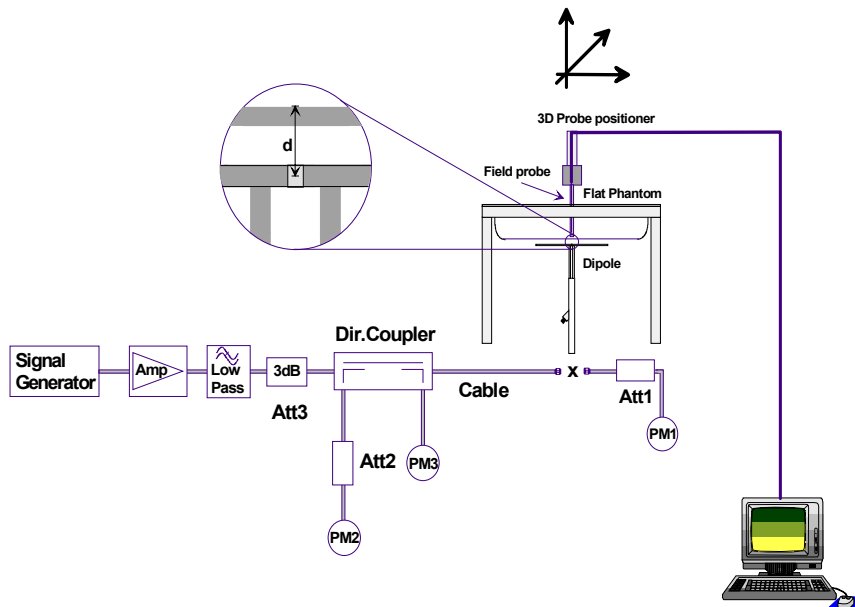 3D Probe positioner
d
Field probe
Flat Phantom
Dipole
Dir.Coupler
Signal
Generator
Amp
Low
Pass
3dB
Att3
Cable
x
Att1
PM1
Att2
PM3
PM2